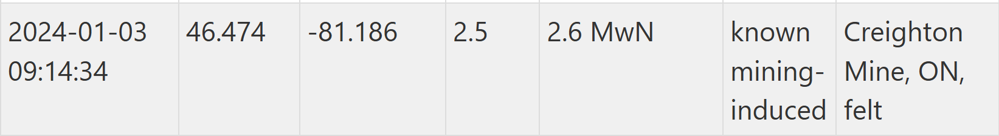 2024-01-03 46.474 -81.186 2.5 2.6 MwN known Creighton
09:14:34 mining- Mine, ON,
induced felt